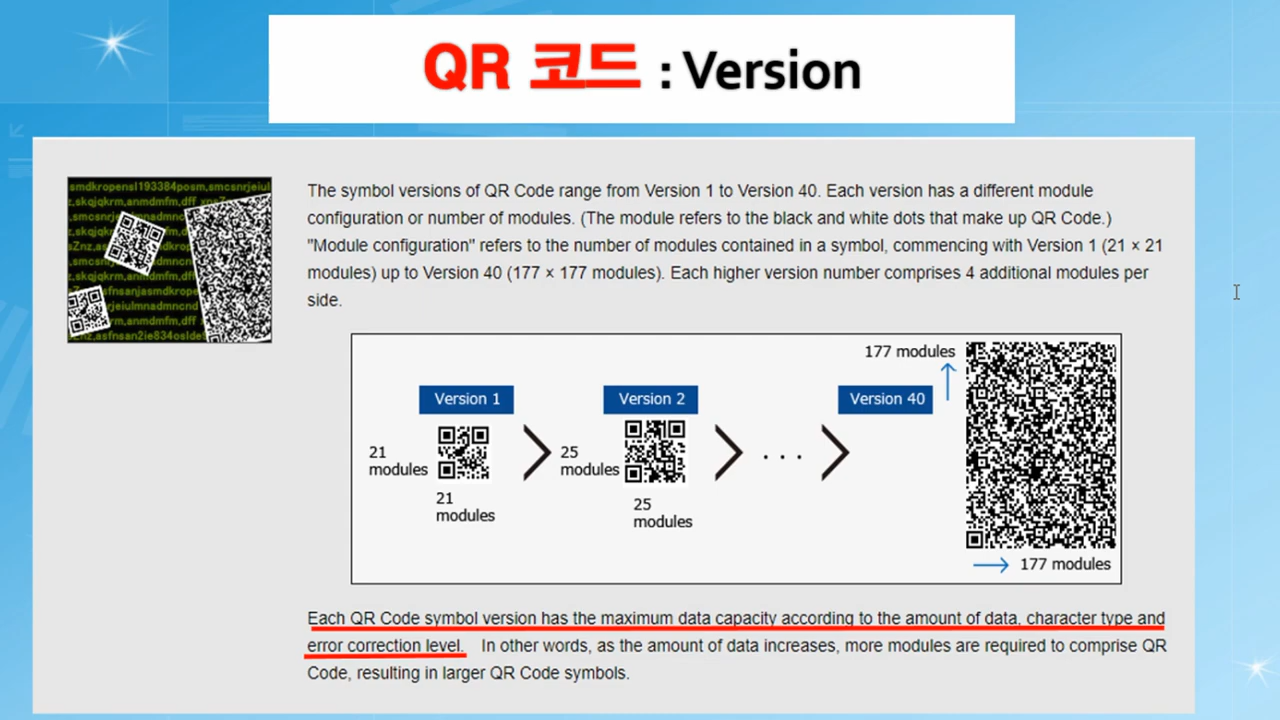 QR 코드 : Version
The symbol versions of QR Code range from Version 1 to Version 40. Each version has a different module
configuration or number of modules. (The module refers to the black and white dots that make up QR Code.)
"Module configuration" refers to the number of modules contained in a symbol, commencing with Version 1 (21 × 21
modules) up to Version 40 (177 × 177 modules). Each higher version number comprises 4 additional modules per
side.
177 modules
Version 1
Version 2
Version 40
21
modules
25
modules
. . .
21
modules
25
modules
177 modules
Each QR Code symbol version has the maximum data capacity according to the amount of data, character type and
error correction level. In other words, as the amount of data increases, more modules are required to comprise QR
Code, resulting in larger QR Code symbols.